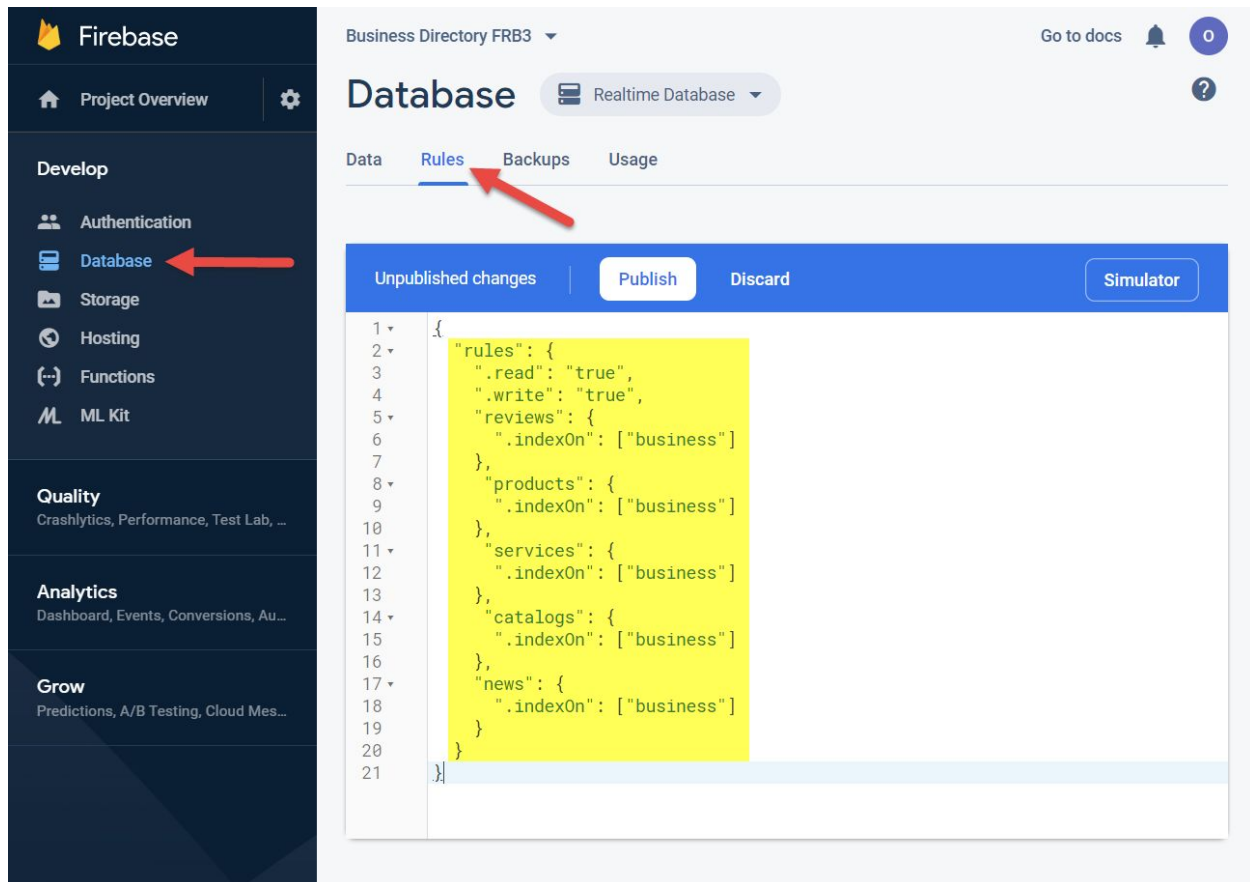 Firebase
Project Overview
Develop
Authentication
Database
Storage
Hosting
Functions
ML Kit
Quality
Crashlytics, Performance, Test Lab, ...
Analytics
Dashboard, Events, Conversions, Au...
Grow
Predictions, A/B Testing, Cloud Mes...
Business Directory FRB3
Go to docs
O
Database
Realtime Database
?
Data Rules Backups Usage
Unpublished changes Publish Discard Simulator
1 {
2 "rules": {
3 ".read": "true",
4 ".write": "true",
5 "reviews": {
6 ".indexOn": ["business"]
7 },
8 "products": {
9 ".indexOn": ["business"]
10 },
11 "services": {
12 ".indexOn": ["business"]
13 },
14 "catalogs": {
15 ".indexOn": ["business"]
16 },
17 "news": {
18 ".indexOn": ["business"]
19 }
20 }
21 }